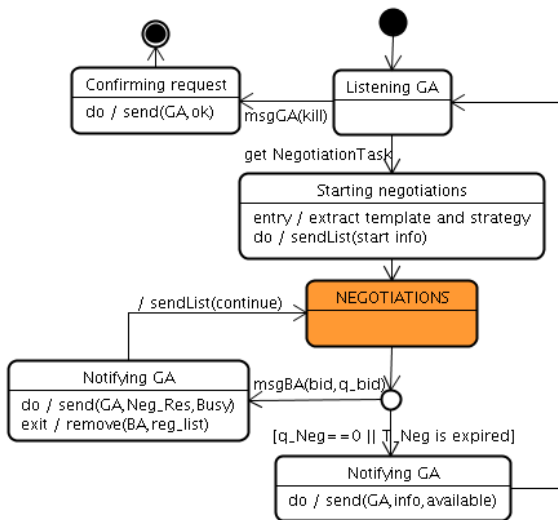 Confirming request
do / send(GA,ok)
Listening GA
msgGA(kill)
get NegotiationTask
Starting negotiations
entry / extract template and strategy
do / sendList(start info)
NEGOTIATIONS
/ sendList(continue)
Notifying GA
do / send(GA,Neg_Res,Busy)
exit / remove(BA,reg_list)
msgBA(bid,q_bid)
[q_Neg==0 || T_Neg is expired]
Notifying GA
do / send(GA,info,available)